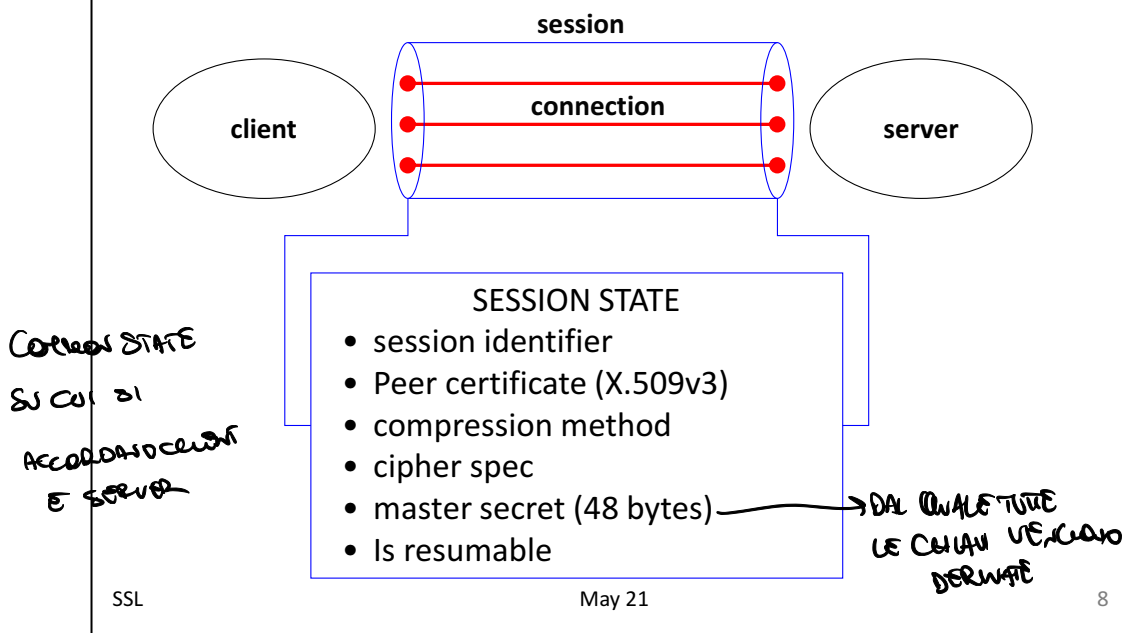 session
client
connection
server
SESSION STATE
• session identifier
• Peer certificate (X.509v3)
• compression method
• cipher spec
• master secret (48 bytes)
• Is resumable
COMMON STATE
SU CUI SI
ACCORDANO CLIENT
E SERVER
DAL QUALE TUTTE
LE CHIAVI VENGONO
DERIVATE
SSL
May 21
8